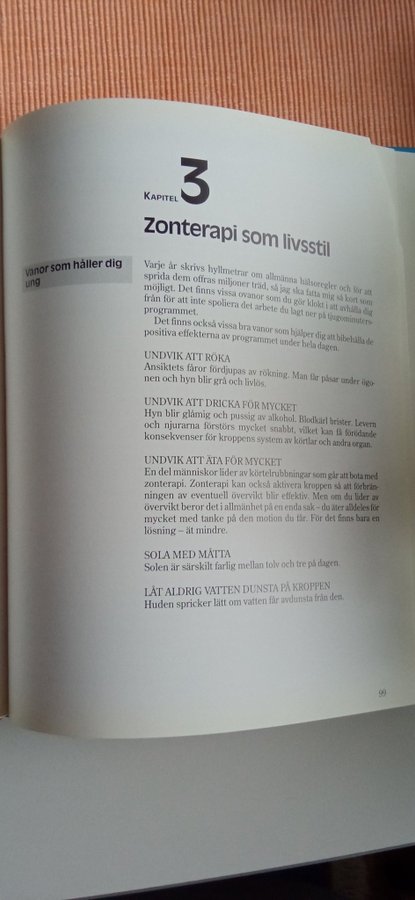 KAPITEL 3
Zonterapi som livsstil
Vanor som håller dig
ung
Varje år skrivs hyllmetrar om allmänna hälsoregler och för att
sprida dem offras miljoner träd, så jag ska fatta mig så kort som
möjligt. Det finns vissa ovanor som du gör klokt i att avhålla dig
från för att inte spoliera det arbete du lagt ner på tjugominuters-
programmet.
Det finns också vissa bra vanor som hjälper dig att bibehålla de
positiva effekterna av programmet under hela dagen.
UNDVIK ATT RÖKA
Ansiktets fåror fördjupas av rökning. Man får påsar under ögo-
nen och hyn blir grå och livlös.
UNDVIK ATT DRICKA FÖR MYCKET
Hyn blir glåmig och pussig av alkohol. Blodkärl brister. Levern
och njurarna förstörs mycket snabbt, vilket kan få förödande
konsekvenser för kroppens system av körtlar och andra organ.
UNDVIK ATT ÄTA FÖR MYCKET
En del människor lider av körtelrubbningar som går att bota med
zonterapi. Zonterapi kan också aktivera kroppen så att förbrän-
ningen av eventuell övervikt blir effektiv. Men om du lider av
övervikt beror det i allmänhet på en enda sak – du äter alldeles för
mycket med tanke på den motion du får. För det finns bara en
lösning – ät mindre.
SOLA MED MÅTTA
Solen är särskilt farlig mellan tolv och tre på dagen.
LÅT ALDRIG VATTEN DUNSTA PÅ KROPPEN
Huden spricker lätt om vatten får avdunsta från den.
99